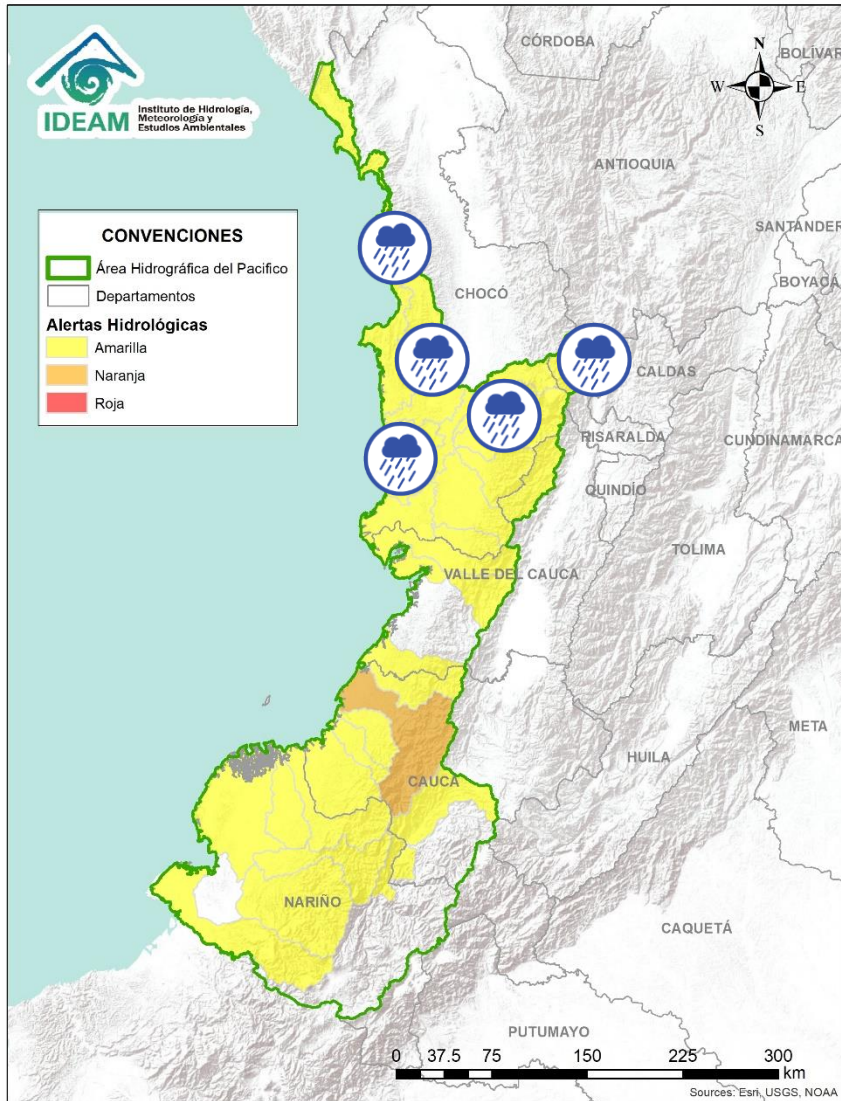 CÓRDOBA
BOLÍVAR
N
W E
S
IDEAM
Instituto de Hidrología,
Meteorología y
Estudios Ambientales
ANTIOQUIA
SANTANDER
CONVENCIONES
Área Hidrográfica del Pacifico
Departamentos
Alertas Hidrológicas
Amarilla
Naranja
Roja
BOYACÁ
CHOCÓ
CALDAS
RISARALDA
CUNDINAMARCA
QUINDÍO
TOLIMA
VALLE DEL CAUCA
META
HUILA
CAUCA
NARIÑO
CAQUETÁ
PUTUMAYO
0 37.5 75 150 225 300
km
Sources: Esri, USGS, NOAA